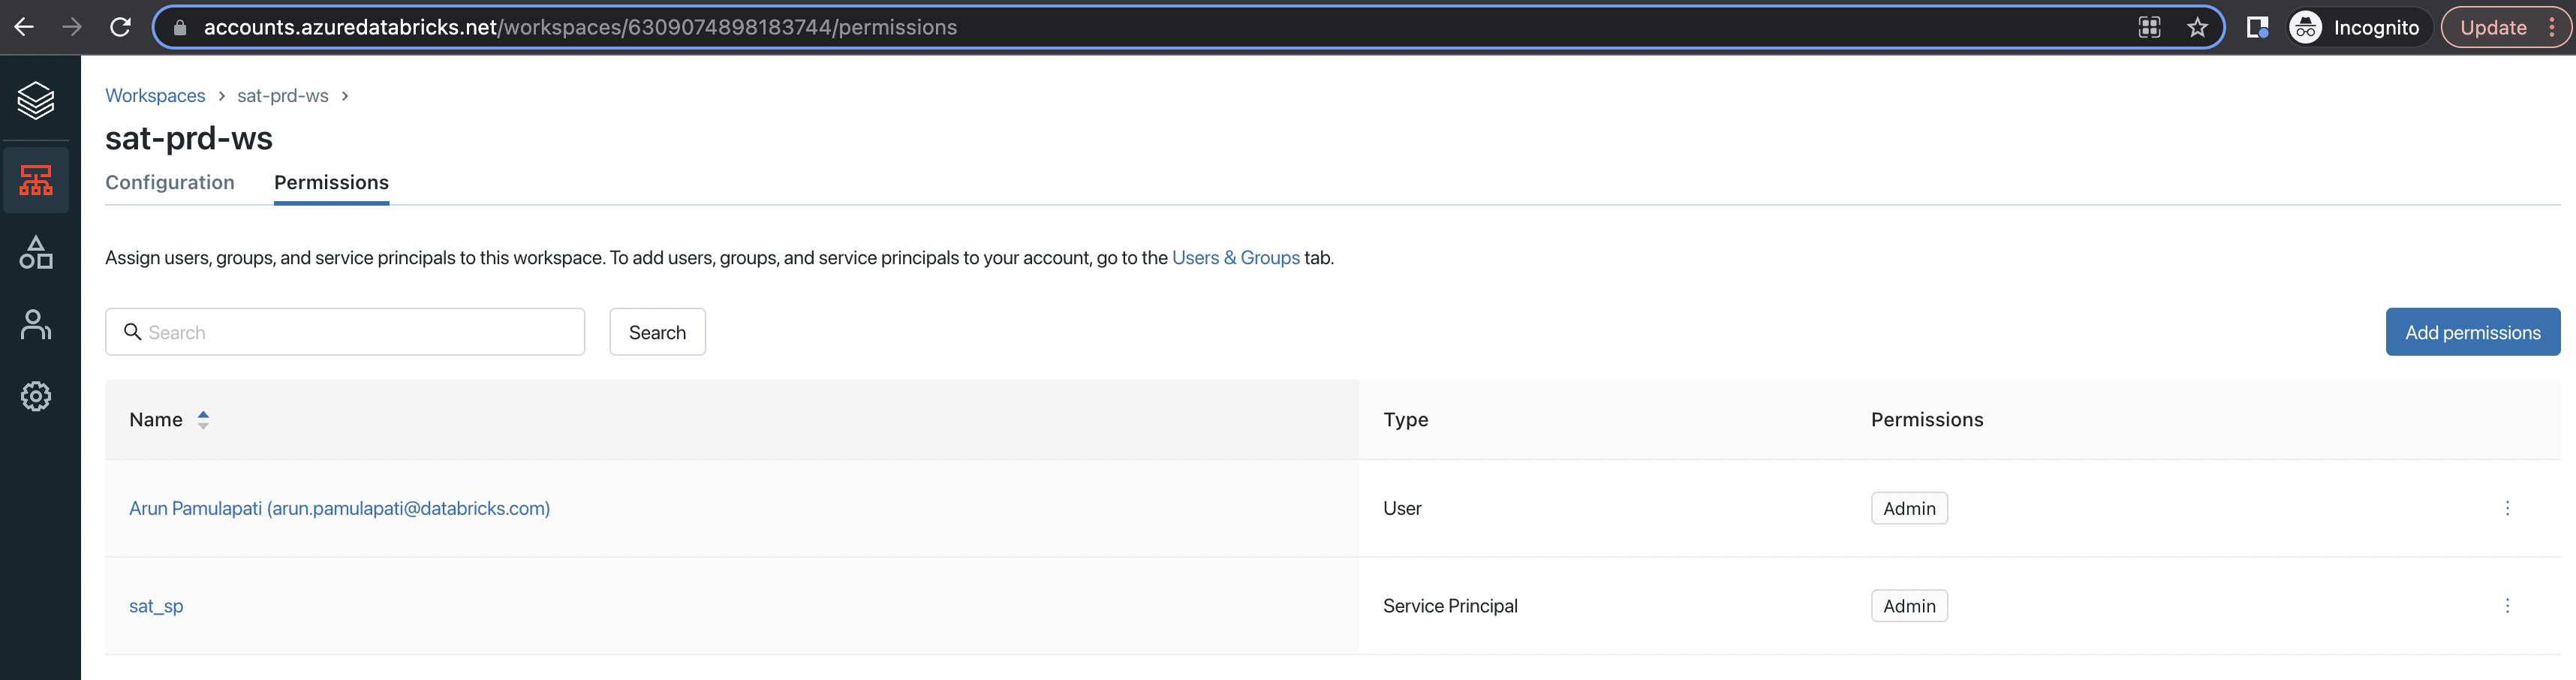 accounts.azuredatabricks.net/workspaces/6309074898183744/permissions
Incognito
Update
Workspaces > sat-prd-ws >
sat-prd-ws
Configuration Permissions
Assign users, groups, and service principals to this workspace. To add users, groups, and service principals to your account, go to the Users & Groups tab.
Search Search Add permissions
Name Type Permissions
Arun Pamulapati (arun.pamulapati@databricks.com) User Admin
sat_sp Service Principal Admin